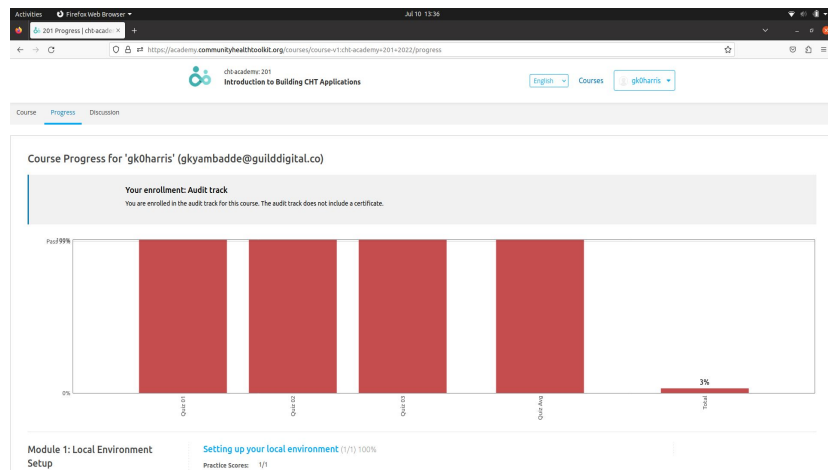 Activities Firefox Web Browser Jul 10 13:36
201 Progress | cht-acade
https://academy.communityhealthtoolkit.org/courses/course-v1:cht-academy+201+2022/progress
cht-academy: 201
Introduction to Building CHT Applications
English Courses gk0harris
Course Progress Discussion
Course Progress for 'gk0harris' (gkyambadde@guilddigital.co)
Your enrollment: Audit track
You are enrolled in the audit track for this course. The audit track does not include a certificate.
3%
0%
Quiz 01
Quiz 02
Quiz 03
Quiz Avg
Total
Module 1: Local Environment
Setup
Setting up your local environment (1/1) 100%
Practice Scores: 1/1